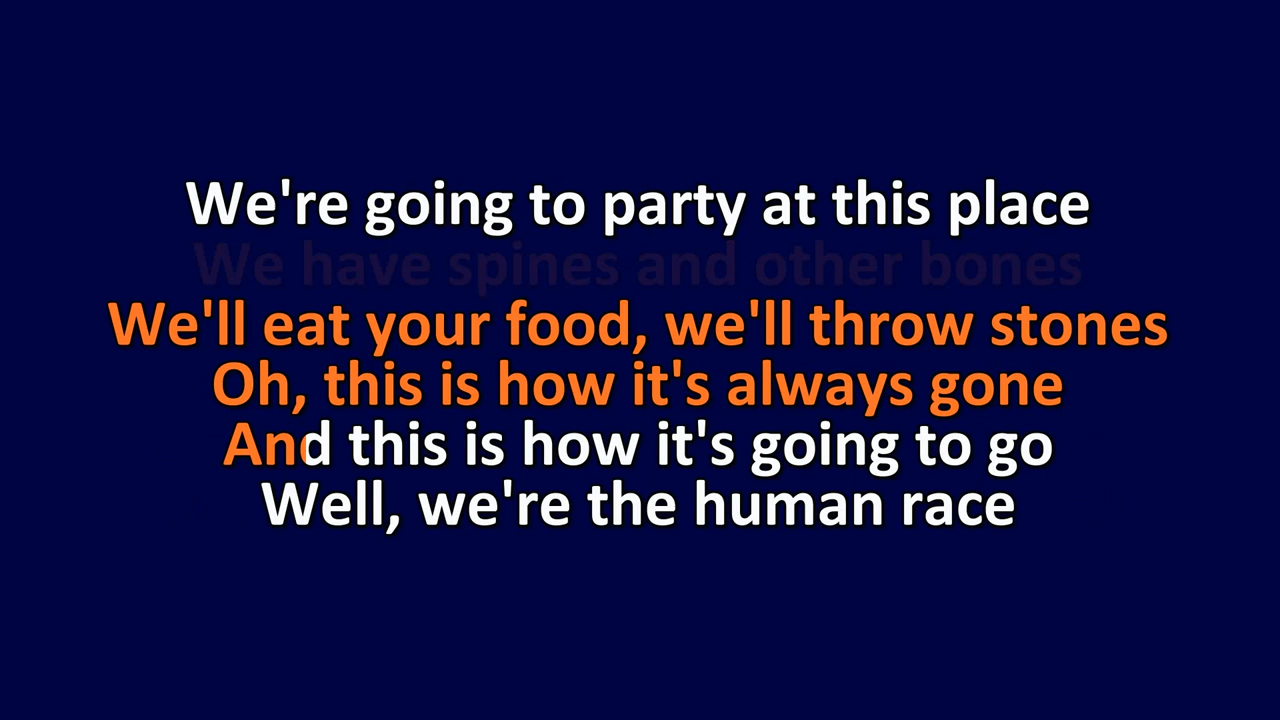 We're going to party at this place
We have spines and other bones
We'll eat your food, we'll throw stones
Oh, this is how it's always gone
And this is how it's going to go
Well, we're the human race